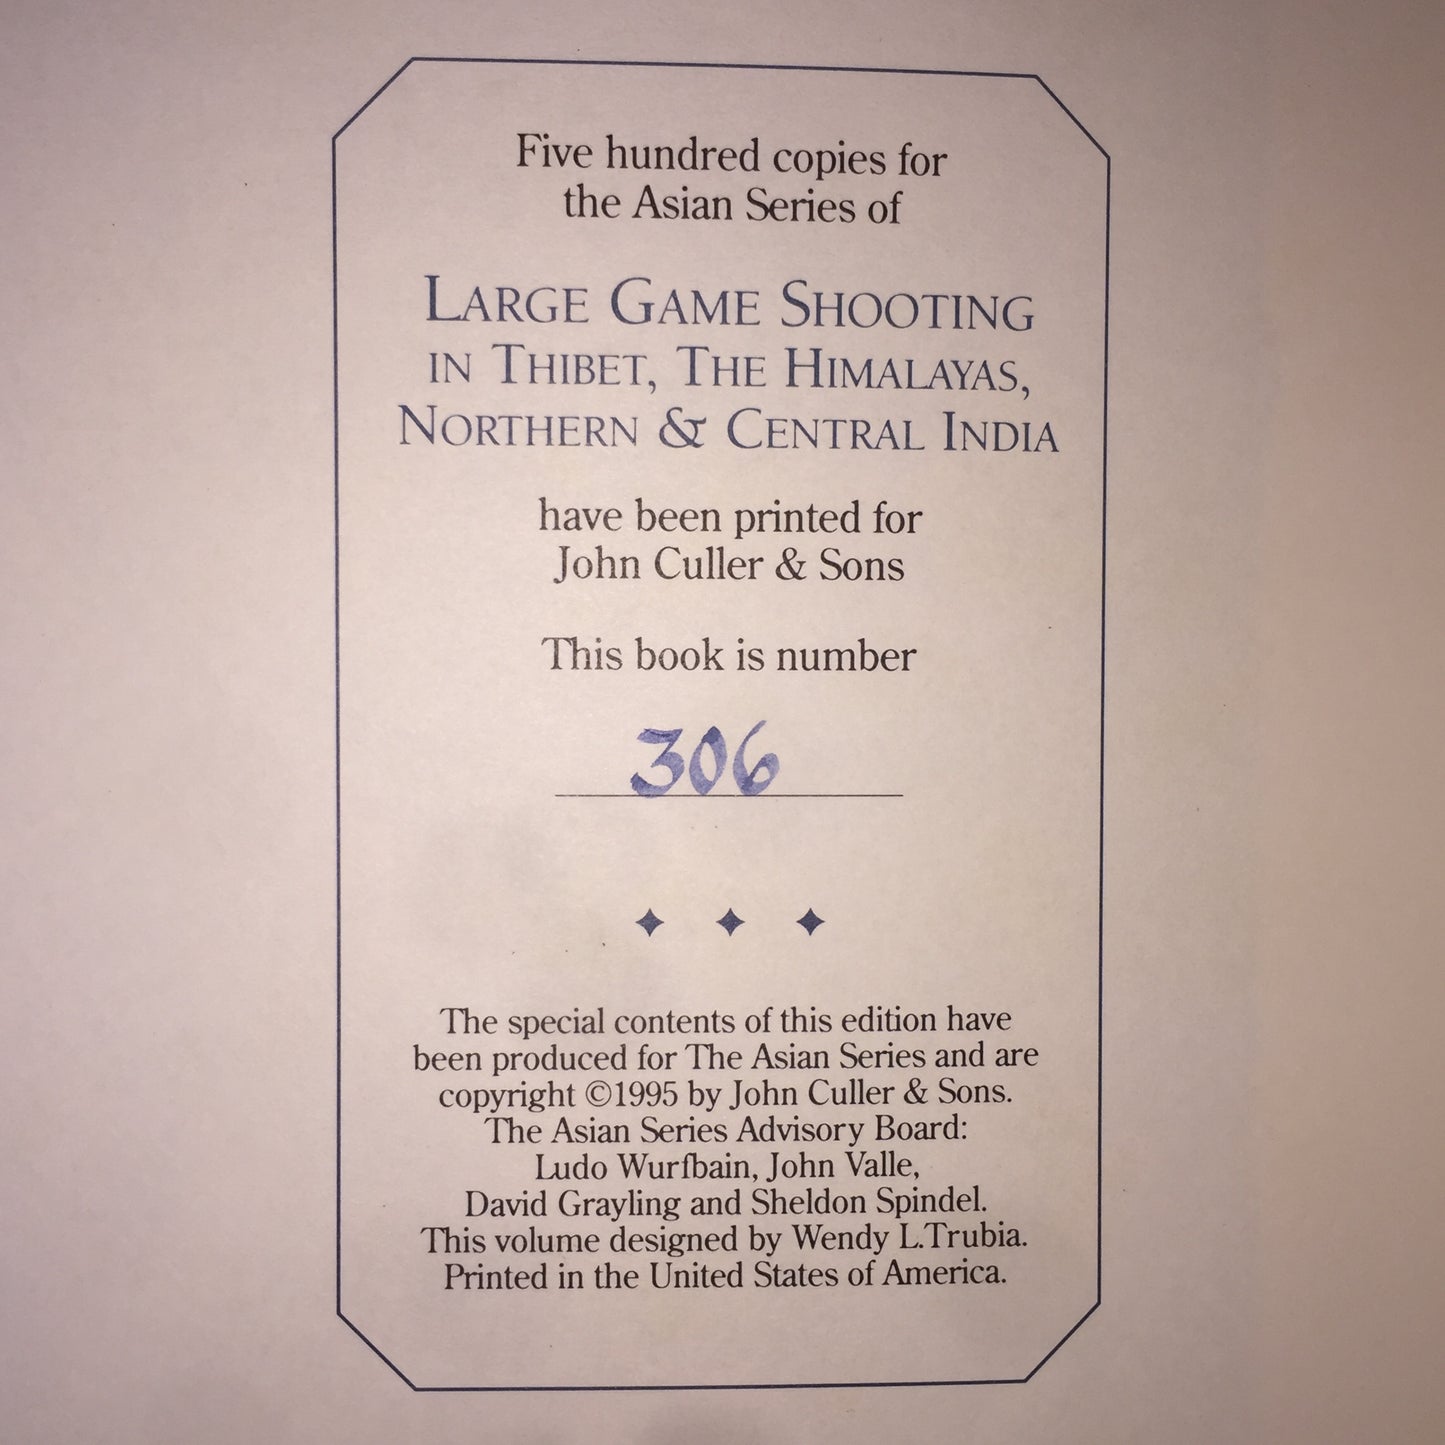 Five hundred copies for
the Asian Series of
LARGE GAME SHOOTING
IN THIBET, THE HIMALAYAS,
NORTHERN & CENTRAL INDIA
have been printed for
John Culler & Sons
This book is number
306
The special contents of this edition have
been produced for The Asian Series and are
copyright ©1995 by John Culler & Sons.
The Asian Series Advisory Board:
Ludo Wurfbain, John Valle,
David Grayling and Sheldon Spindel.
This volume designed by Wendy L.Trubia.
Printed in the United States of America.